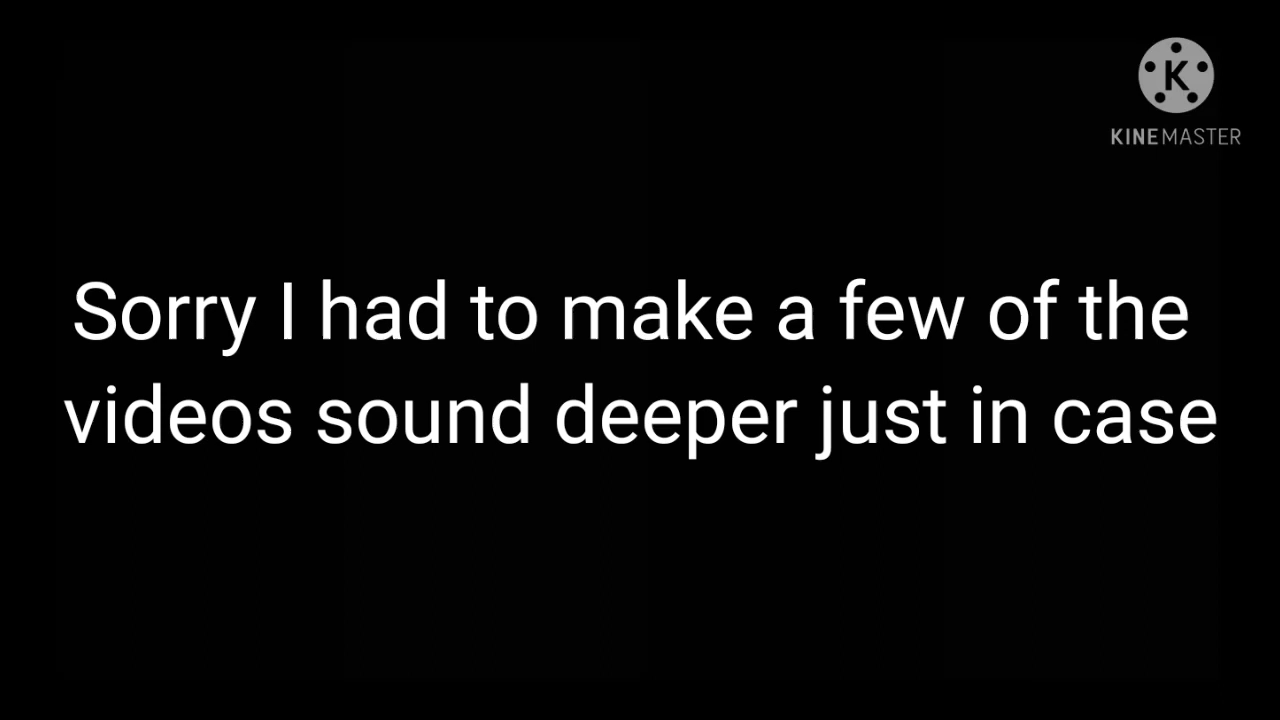 K
KINEMASTER
Sorry I had to make a few of the
videos sound deeper just in case